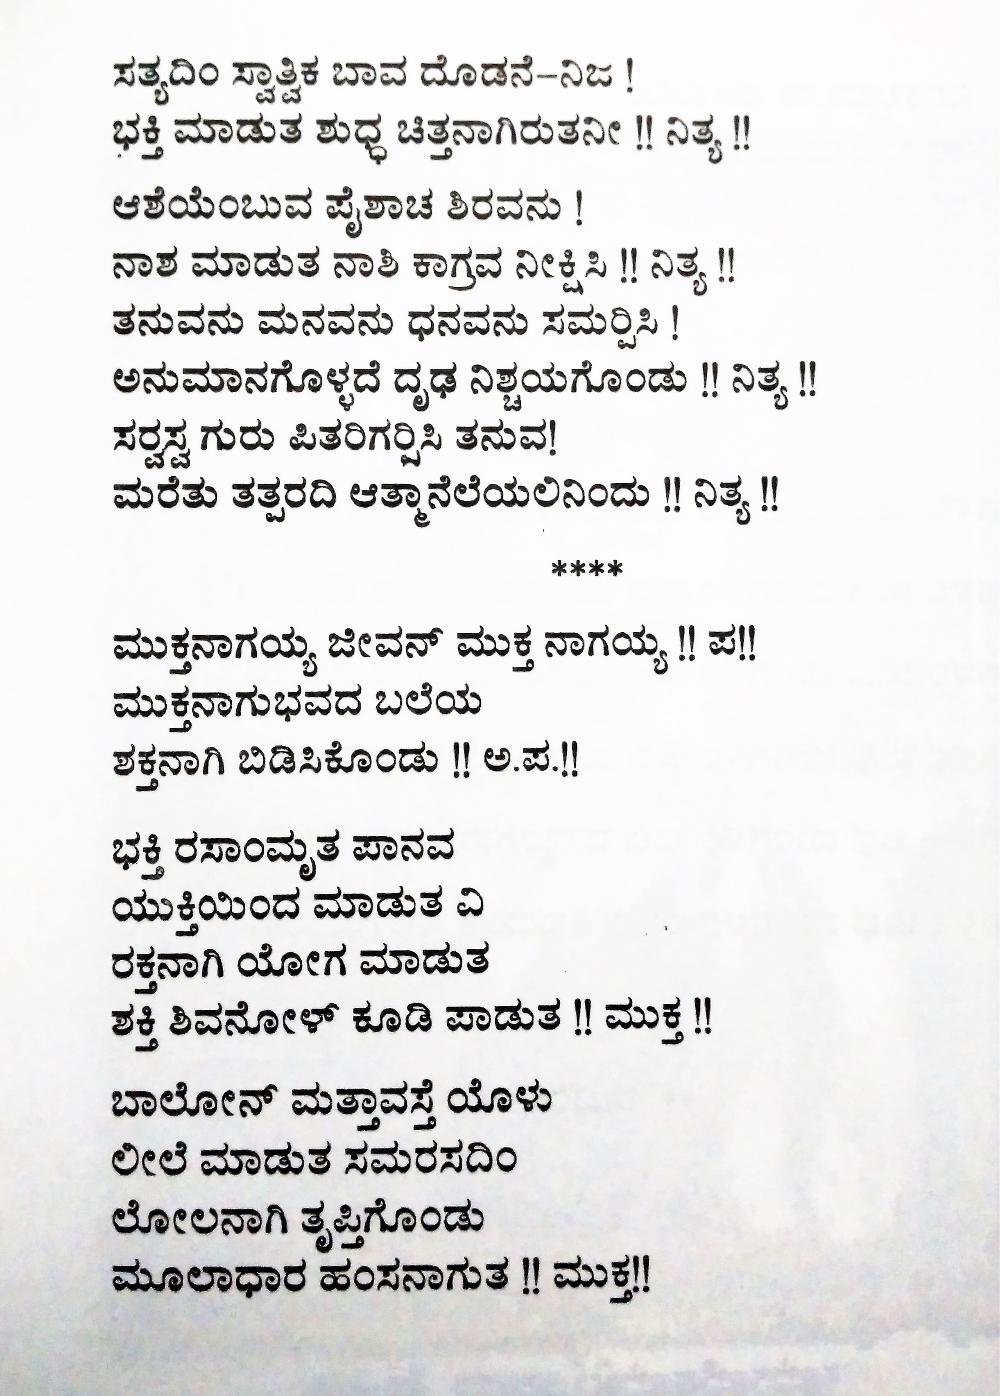 ಸತ್ಯದಿಂ ಸ್ವಾತ್ವಿಕ ಬಾವ ದೊಡನೆ–ನಿಜ !
ಭಕ್ತಿ ಮಾಡುತ ಶುಧ್ಧ ಚಿತ್ತನಾಗಿರುತನೀ !! ನಿತ್ಯ !!
ಆಶೆಯೆಂಬುವ ಪೈಶಾಚ ಶಿರವನು !
ನಾಶ ಮಾಡುತ ನಾಶಿ ಕಾಗ್ರವ ನೀಕ್ಷಿಸಿ !! ನಿತ್ಯ !!
ತನುವನು ಮನವನು ಧನವನು ಸಮರ‍್ಪಿಸಿ !
ಅನುಮಾನಗೊಳ್ಳದೆ ದೃಢ ನಿಶ್ಚಯಗೊಂಡು !! ನಿತ್ಯ !!
ಸರ‍್ವಸ್ವ ಗುರು ಪಿತರಿಗರ‍್ಪಿಸಿ ತನುವ!
ಮರೆತು ತತ್ಪರದಿ ಆತ್ಮಾನೆಲೆಯಲಿನಿಂದು !! ನಿತ್ಯ !!
****
ಮುಕ್ತನಾಗಯ್ಯ ಜೀವನ್ ಮುಕ್ತ ನಾಗಯ್ಯ !! ಪ!!
ಮುಕ್ತನಾಗುಭವದ ಬಲೆಯ
ಶಕ್ತನಾಗಿ ಬಿಡಿಸಿಕೊಂಡು !! ಅ.ಪ.!!
ಭಕ್ತಿ ರಸಾಂಮೃತ ಪಾನವ
ಯುಕ್ತಿಯಿಂದ ಮಾಡುತ ವಿ
ರಕ್ತನಾಗಿ ಯೋಗ ಮಾಡುತ
ಶಕ್ತಿ ಶಿವನೋಳ್ ಕೂಡಿ ಪಾಡುತ !! ಮುಕ್ತ !!
ಬಾಲೋನ್ ಮತ್ತಾವಸ್ತೆ ಯೊಳು
ಲೀಲೆ ಮಾಡುತ ಸಮರಸದಿಂ
ಲೋಲನಾಗಿ ತೃಪ್ತಿಗೊಂಡು
ಮೂಲಾಧಾರ ಹಂಸನಾಗುತ !! ಮುಕ್ತ!!